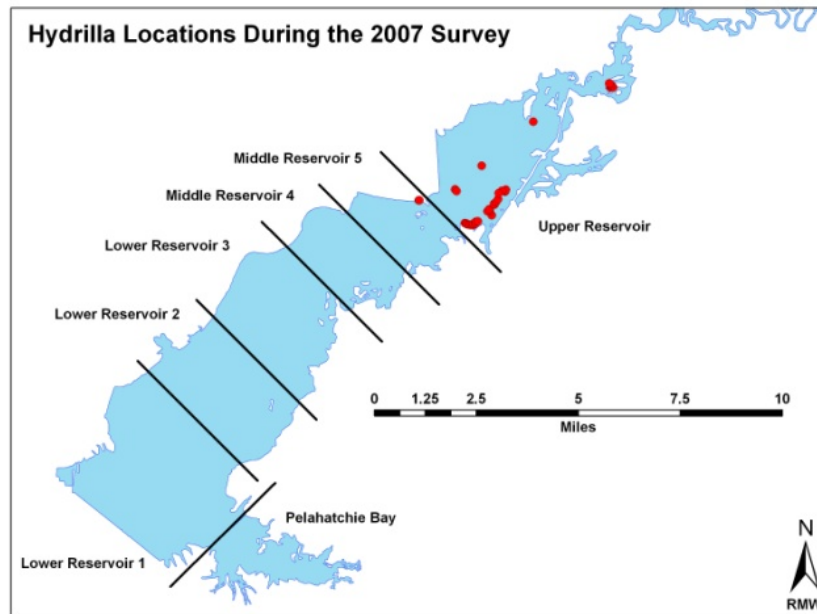 Hydrilla Locations During the 2007 Survey
Middle Reservoir 5
Middle Reservoir 4
Upper Reservoir
Lower Reservoir 3
Lower Reservoir 2
0 1.25 2.5 5 7.5 10
Miles
Pelahatchie Bay
Lower Reservoir 1
N
RMW